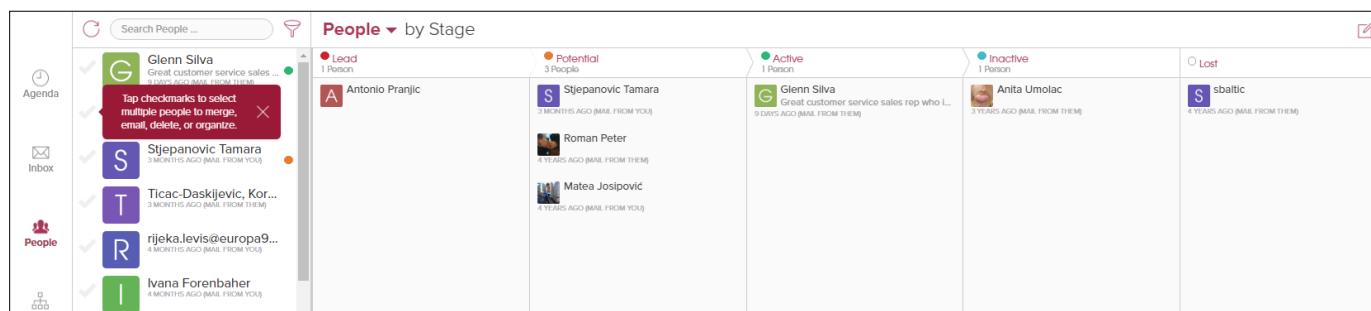 Search People ...
People by Stage
Agenda
Inbox
People
G
Glenn Silva
Great customer service sales ...
9 DAYS AGO (MAIL FROM THEM)
Tap checkmarks to select
multiple people to merge,
email, delete, or organize.
S
Stjepanovic Tamara
3 MONTHS AGO (MAIL FROM YOU)
T
Ticac-Daskijevic, Kor...
3 MONTHS AGO (MAIL FROM THEM)
R
rijeka.levis@europa9...
4 MONTHS AGO (MAIL FROM YOU)
I
Ivana Forenbaher
4 MONTHS AGO (MAIL FROM YOU)
Lead
1 Person
A
Antonio Pranjic
Potential
3 People
S
Stjepanovic Tamara
3 MONTHS AGO (MAIL FROM YOU)
Roman Peter
4 YEARS AGO (MAIL FROM THEM)
Matea Josipović
4 YEARS AGO (MAIL FROM YOU)
Active
1 Person
G
Glenn Silva
Great customer service sales rep who i...
9 DAYS AGO (MAIL FROM THEM)
Inactive
1 Person
Anita Umolac
3 YEARS AGO (MAIL FROM THEM)
Lost
S
sbaltic
4 YEARS AGO (MAIL FROM THEM)